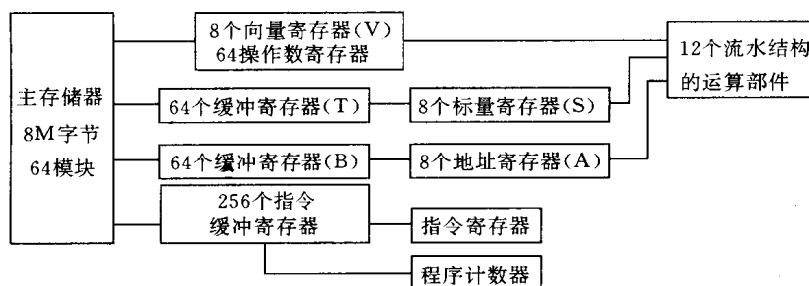 主存储器
8M字节
64模块
8个向量寄存器(V)
64操作数寄存器
12个流水结构
的运算部件
64个缓冲寄存器(T)
8个标量寄存器(S)
64个缓冲寄存器(B)
8个地址寄存器(A)
256个指令
缓冲寄存器
指令寄存器
程序计数器